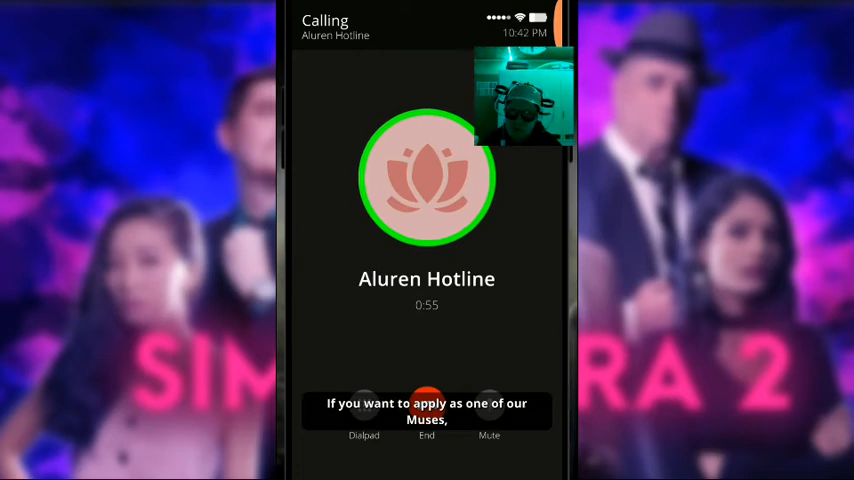 Calling
Aluren Hotline
10:42 PM
Aluren Hotline
0:55
If you want to apply as one of our
Muses,
Dialpad
End
Mute
SIM
RA 2